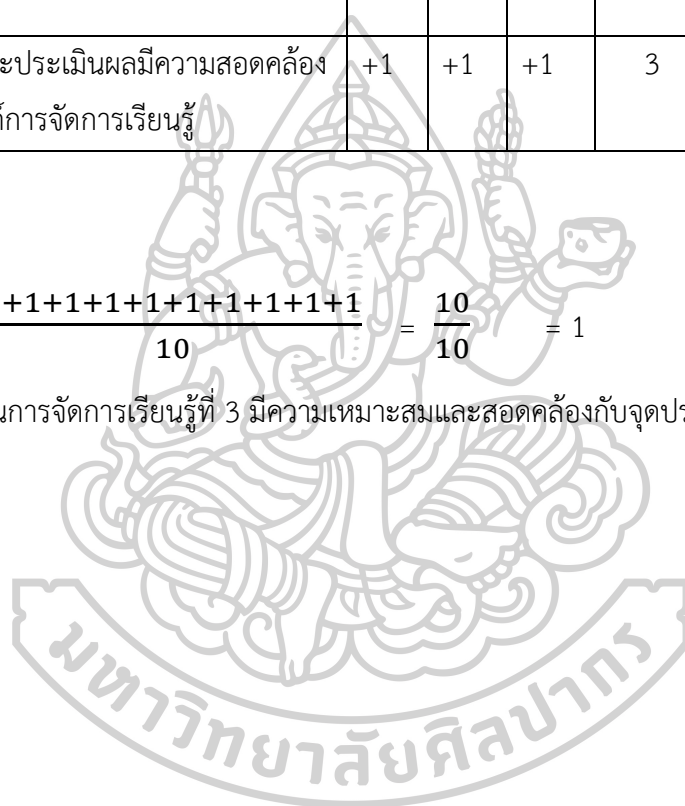 ะประเมินผลมีความสอดคล้อง +1 +1 +1 3
์การจัดการเรียนรู้
+1+1+1+1+1+1+1+1+1 = 10 = 1
10 10
นการจัดการเรียนรู้ที่ 3 มีความเหมาะสมและสอดคล้องกับจุดปร
มหาวิทยาลัยศิลปากร